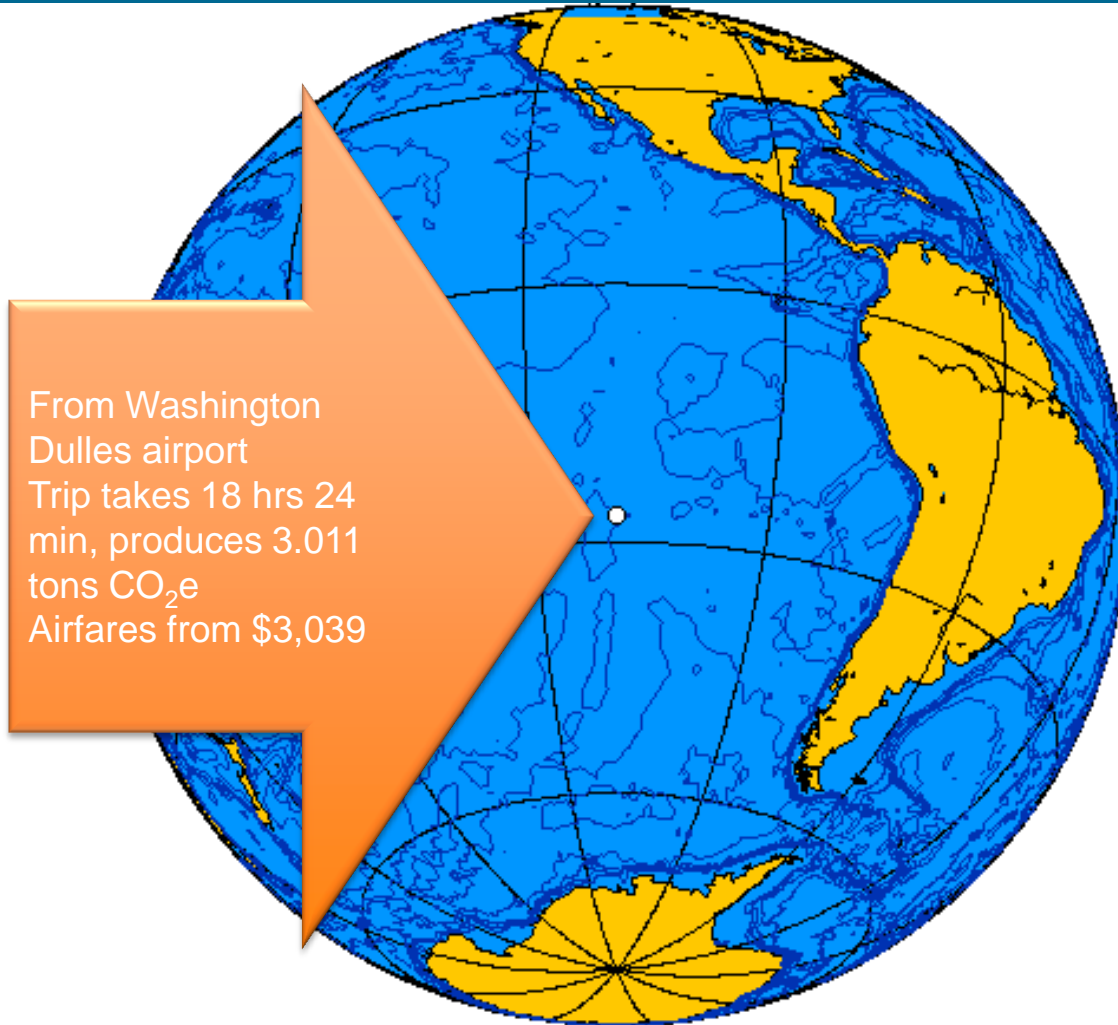 From Washington
Dulles airport
Trip takes 18 hrs 24
min, produces 3.011
tons CO₂e
Airfares from $3,039